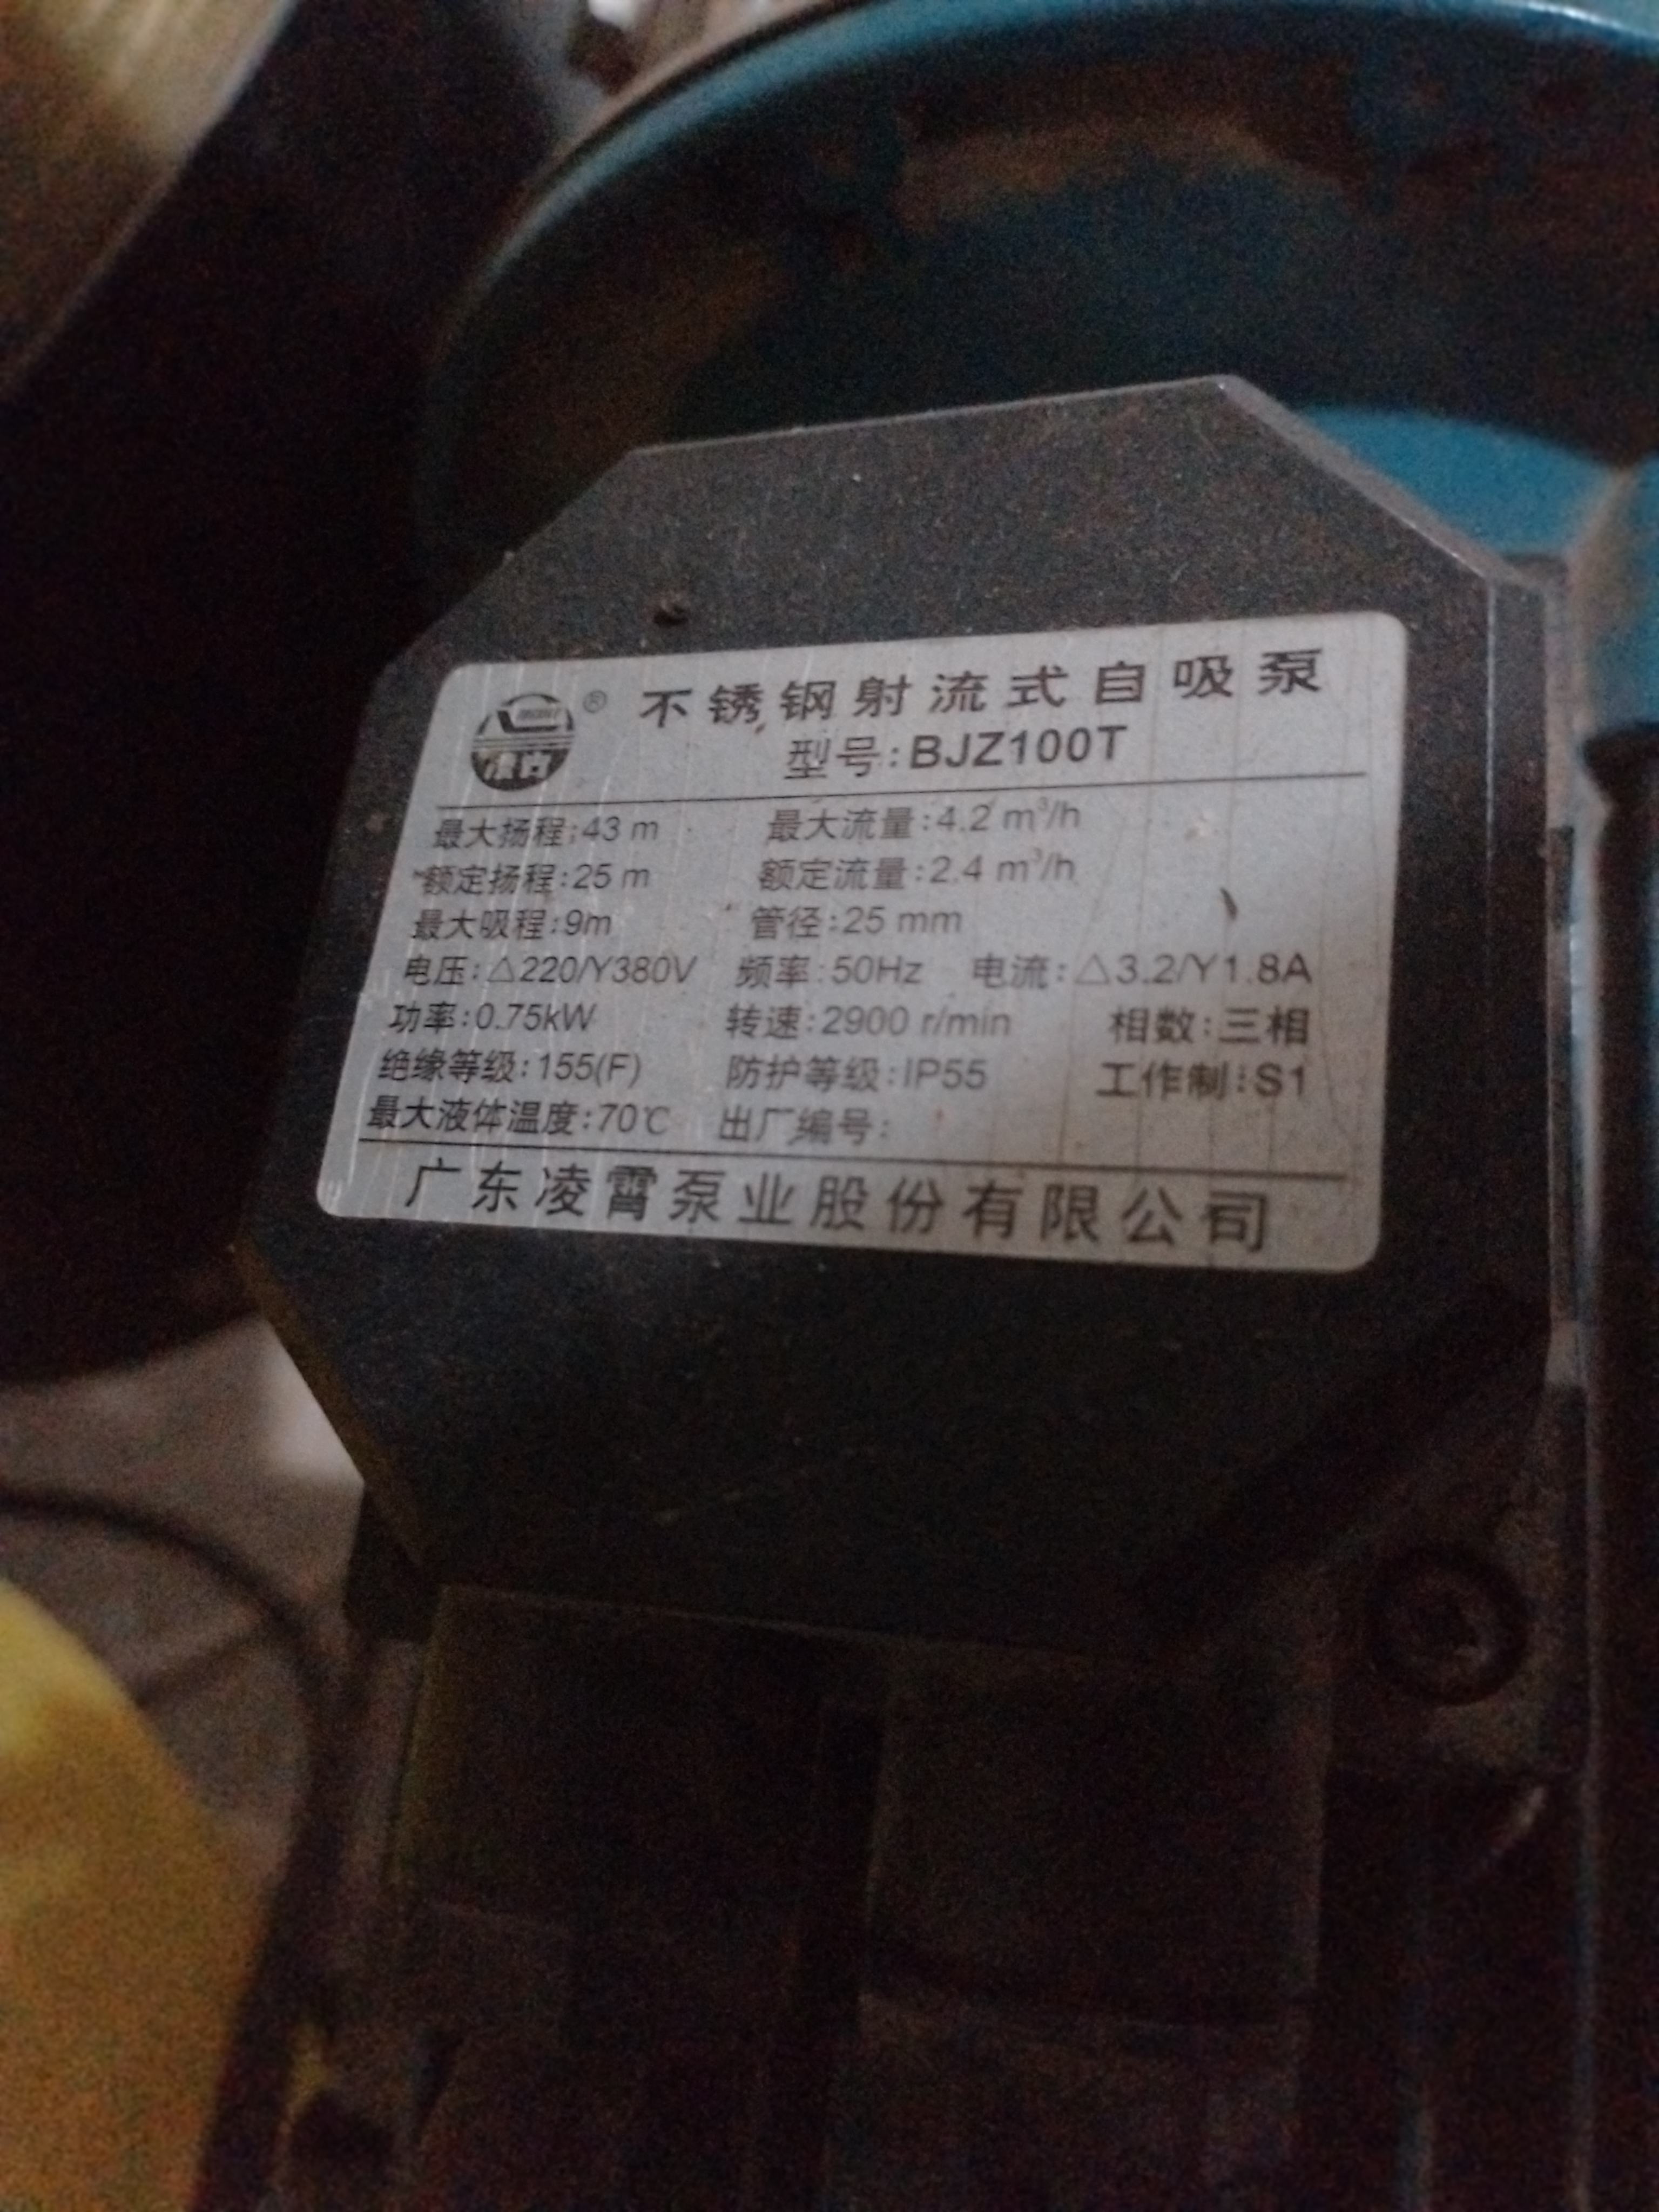 ® 不锈钢射流式自吸泵
型号:BJZ100T
最大扬程:43 m 最大流量:4.2 m³/h
额定扬程:25 m 额定流量:2.4 m³/h
最大吸程:9m 管径:25 mm
电压:△220/Y380V 频率:50Hz 电流:△3.2/Y1.8A
功率:0.75kW 转速:2900 r/min 相数:三相
绝缘等级:155(F) 防护等级:IP55 工作制:S1
最大液体温度:70℃ 出厂编号:
广东凌霄泵业股份有限公司